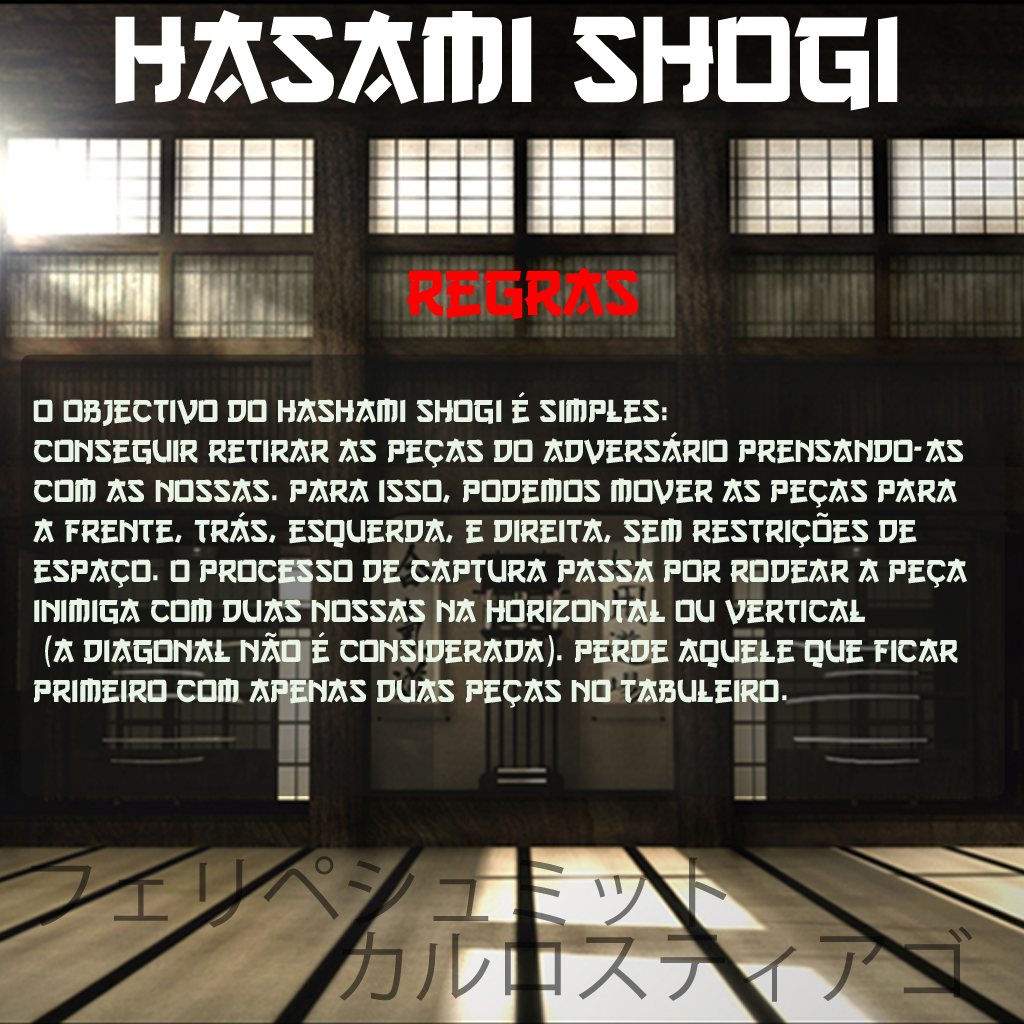 HASAMI SHOGI
REGRAS
O OBJECTIVO DO HASHAMI SHOGI É SIMPLES:
CONSEGUIR RETIRAR AS PEÇAS DO ADVERSÁRIO PRENSANDO-AS
COM AS NOSSAS. PARA ISSO, PODEMOS MOVER AS PEÇAS PARA
A FRENTE, TRÁS, ESQUERDA, E DIREITA, SEM RESTRIÇÕES DE
ESPAÇO. O PROCESSO DE CAPTURA PASSA POR RODEAR A PEÇA
INIMIGA COM DUAS NOSSAS NA HORIZONTAL OU VERTICAL
(A DIAGONAL NÃO É CONSIDERADA). PERDE AQUELE QUE FICAR
PRIMEIRO COM APENAS DUAS PEÇAS NO TABULEIRO.
フェリペシュミット
カルロスティアゴ